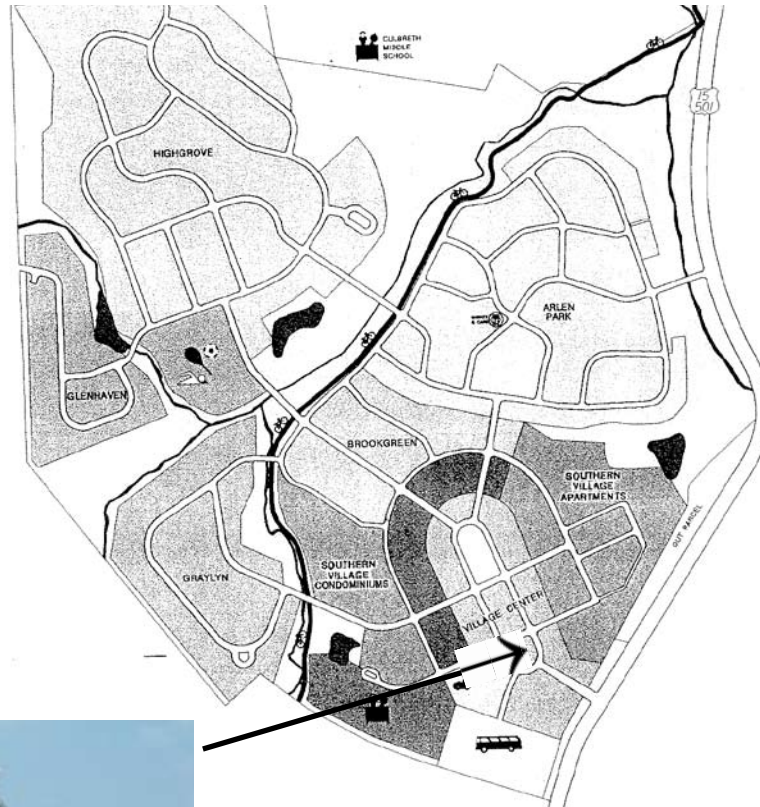 CULBRETH
MIDDLE
SCHOOL
15
501
HIGHGROVE
ARLEN
PARK
GLENHAVEN
BROOKGREEN
SOUTHERN
VILLAGE
APARTMENTS
OUT PARCEL
SOUTHERN
VILLAGE
CONDOMINIUMS
GRAYLYN
VILLAGE CENTER